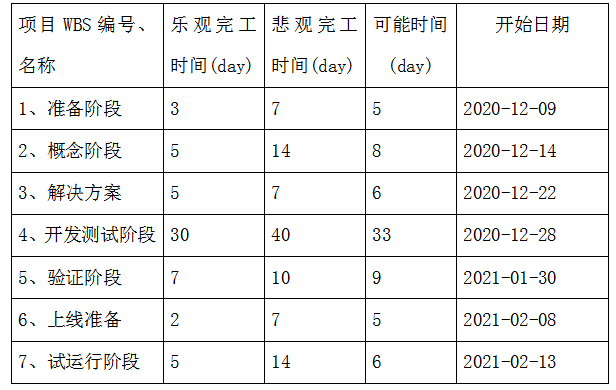 项目 WBS 编号、名称 乐观完工时间(day) 悲观完工时间(day) 可能时间(day) 开始日期
1、准备阶段 3 7 5 2020-12-09
2、概念阶段 5 14 8 2020-12-14
3、解决方案 5 7 6 2020-12-22
4、开发测试阶段 30 40 33 2020-12-28
5、验证阶段 7 10 9 2021-01-30
6、上线准备 2 7 5 2021-02-08
7、试运行阶段 5 14 6 2021-02-13